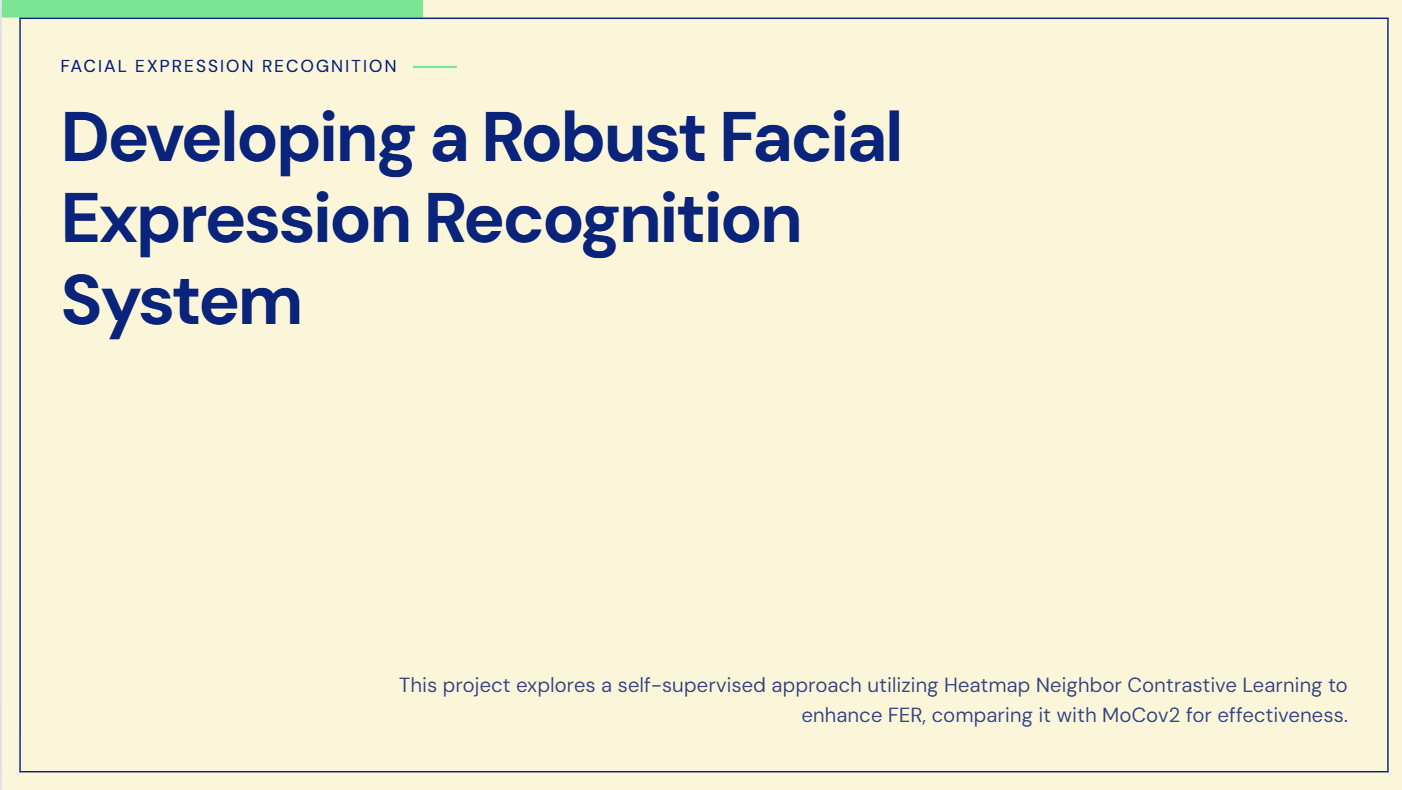 FACIAL EXPRESSION RECOGNITION
Developing a Robust Facial
Expression Recognition
System
This project explores a self-supervised approach utilizing Heatmap Neighbor Contrastive Learning to
enhance FER, comparing it with MoCov2 for effectiveness.